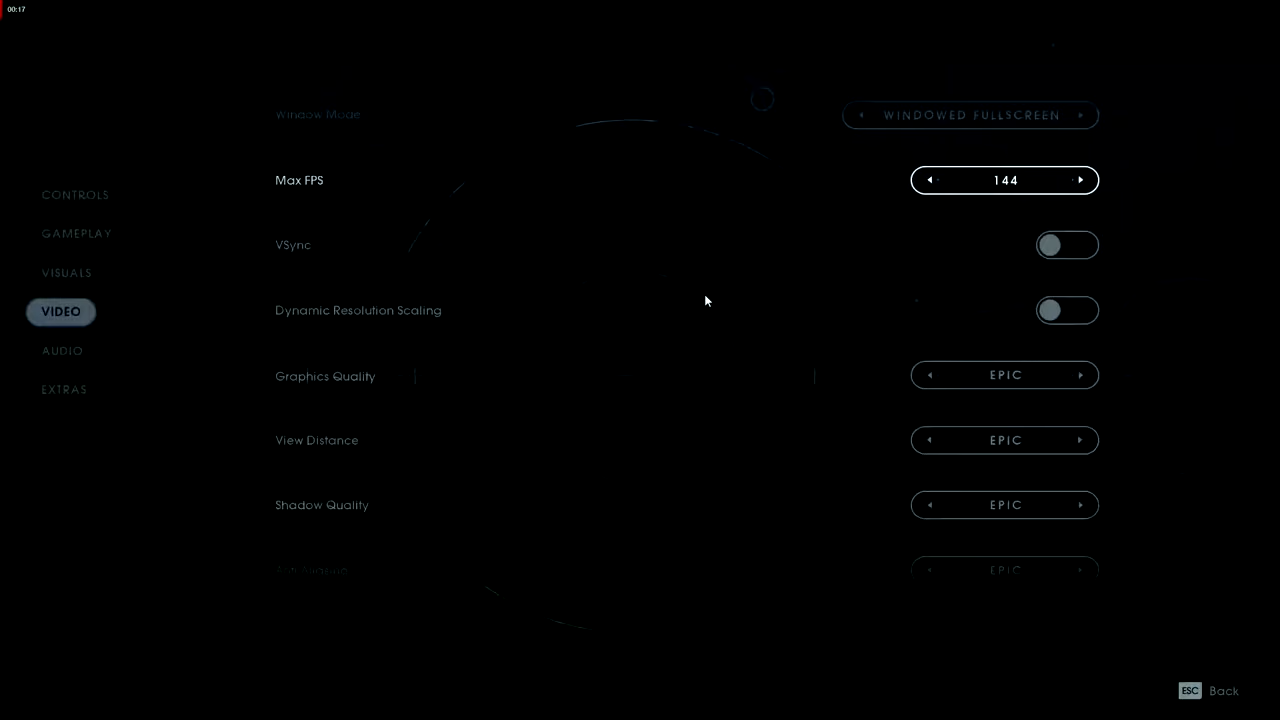 00:17
Window Mode
WINDOWED FULLSCREEN
Max FPS
144
CONTROLS
VSync
GAMEPLAY
VISUALS
VIDEO
Dynamic Resolution Scaling
AUDIO
Graphics Quality
EPIC
EXTRAS
View Distance
EPIC
Shadow Quality
EPIC
EPIC
ESC Back